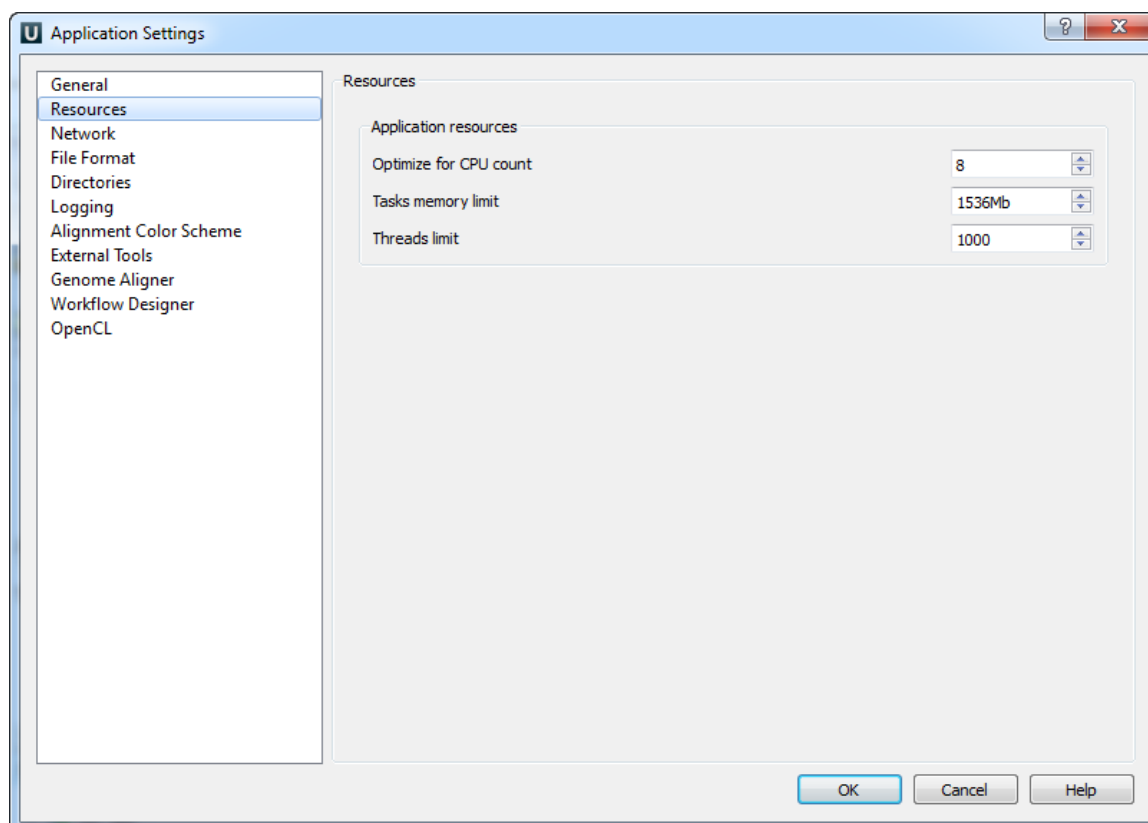 U Application Settings
General
Resources
Network
File Format
Directories
Logging
Alignment Color Scheme
External Tools
Genome Aligner
Workflow Designer
OpenCL
Resources
Application resources
Optimize for CPU count 8
Tasks memory limit 1536Mb
Threads limit 1000
OK Cancel Help